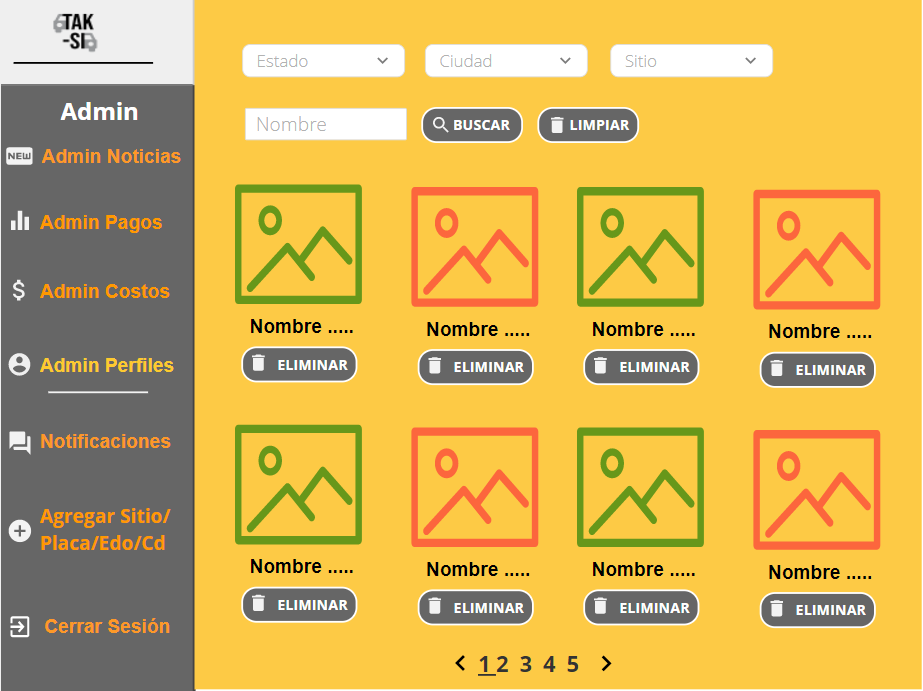 TAK
-SI
Admin
NEW Admin Noticias
Admin Pagos
$ Admin Costos
Admin Perfiles
Notificaciones
Agregar Sitio/
Placa/Edo/Cd
Cerrar Sesión
Estado Ciudad Sitio
Nombre BUSCAR LIMPIAR
Nombre ..... Nombre ..... Nombre ..... Nombre .....
ELIMINAR ELIMINAR ELIMINAR ELIMINAR
Nombre ..... Nombre ..... Nombre ..... Nombre .....
ELIMINAR ELIMINAR ELIMINAR ELIMINAR
1 2 3 4 5